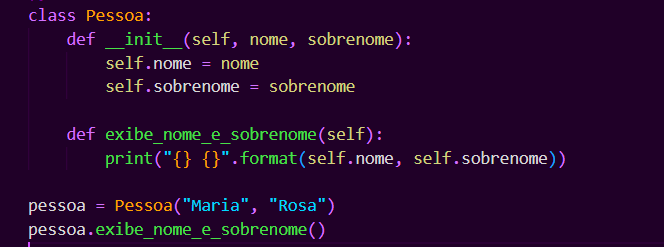 class Pessoa:
    def __init__(self, nome, sobrenome):
        self.nome = nome
        self.sobrenome = sobrenome

    def exibe_nome_e_sobrenome(self):
        print("{} {}".format(self.nome, self.sobrenome))

pessoa = Pessoa("Maria", "Rosa")
pessoa.exibe_nome_e_sobrenome()